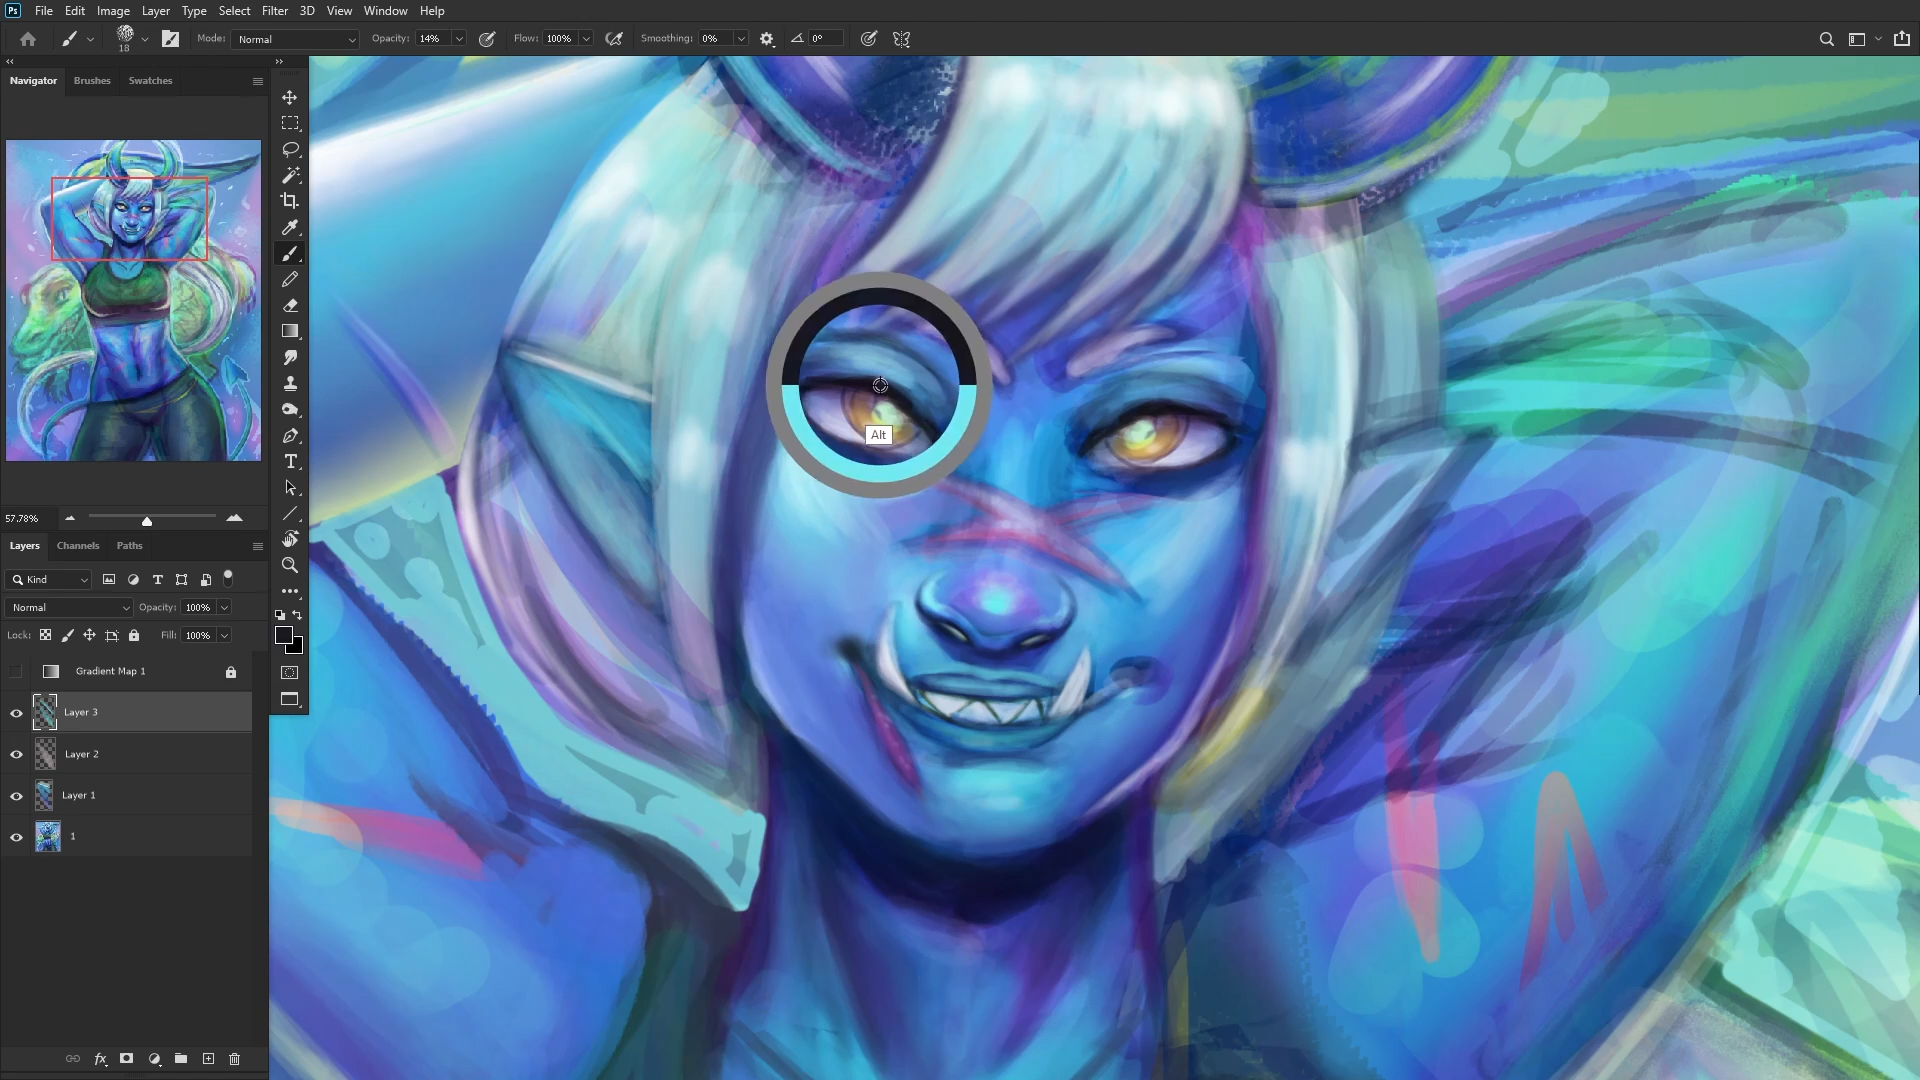 Ps File Edit Image Layer Type Select Filter 3D View Window Help
18 Mode: Normal Opacity: 14% Flow: 100% Smoothing: 0% 0°
Navigator Brushes Swatches
57.78%
Layers Channels Paths
Kind
Normal Opacity: 100%
Lock: Fill: 100%
Gradient Map 1
Layer 3
Layer 2
Layer 1
1
fx
Alt